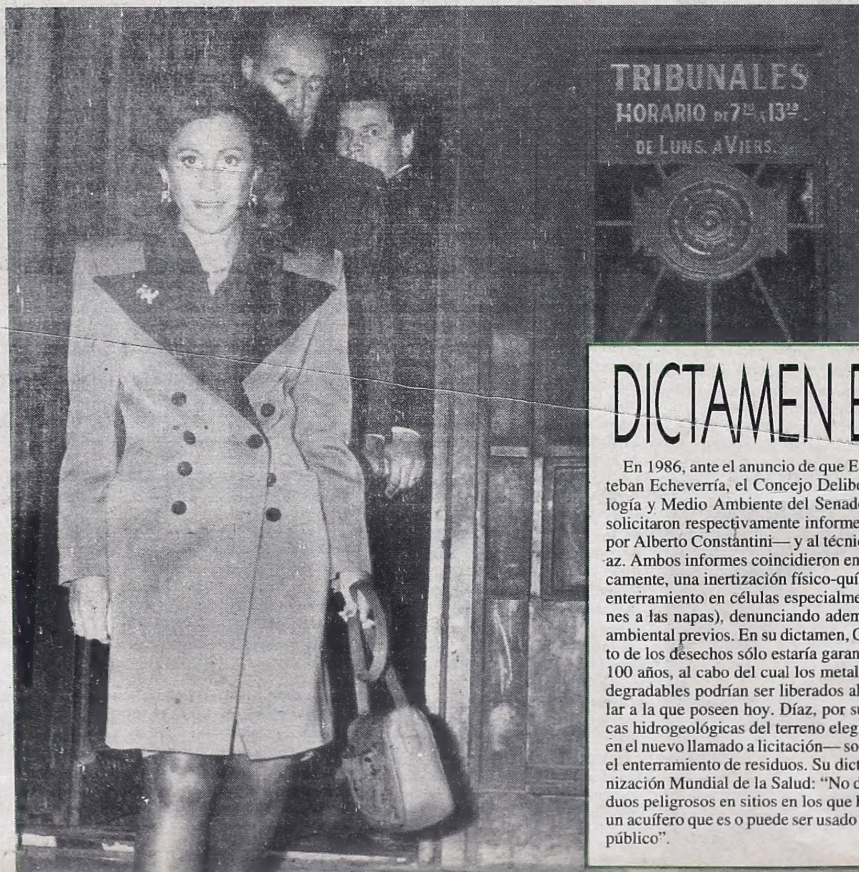 TRIBUNALES
HORARIO DE 7³⁰ A 13³⁰.
DE LUNS. A VIERS.
DICTAMEN E
En 1986, ante el anuncio de que E
teban Echeverría, el Concejo Delibe
logía y Medio Ambiente del Senad
solicitaron respectivamente informe
por Alberto Constantini— y al técni
az. Ambos informes coincidieron en
camente, una inertización físico-quí
enterramiento en células especialme
nes a las napas), denunciando adem
ambiental previos. En su dictamen, C
to de los desechos sólo estaría garan
100 años, al cabo del cual los metal
degradables podrían ser liberados al
lar a la que poseen hoy. Díaz, por su
cas hidrogeológicas del terreno eleg
en el nuevo llamado a licitación— so
el enterramiento de residuos. Su dict
nización Mundial de la Salud: “No d
duos peligrosos en sitios en los que h
un acuífero que es o puede ser usado
público”.